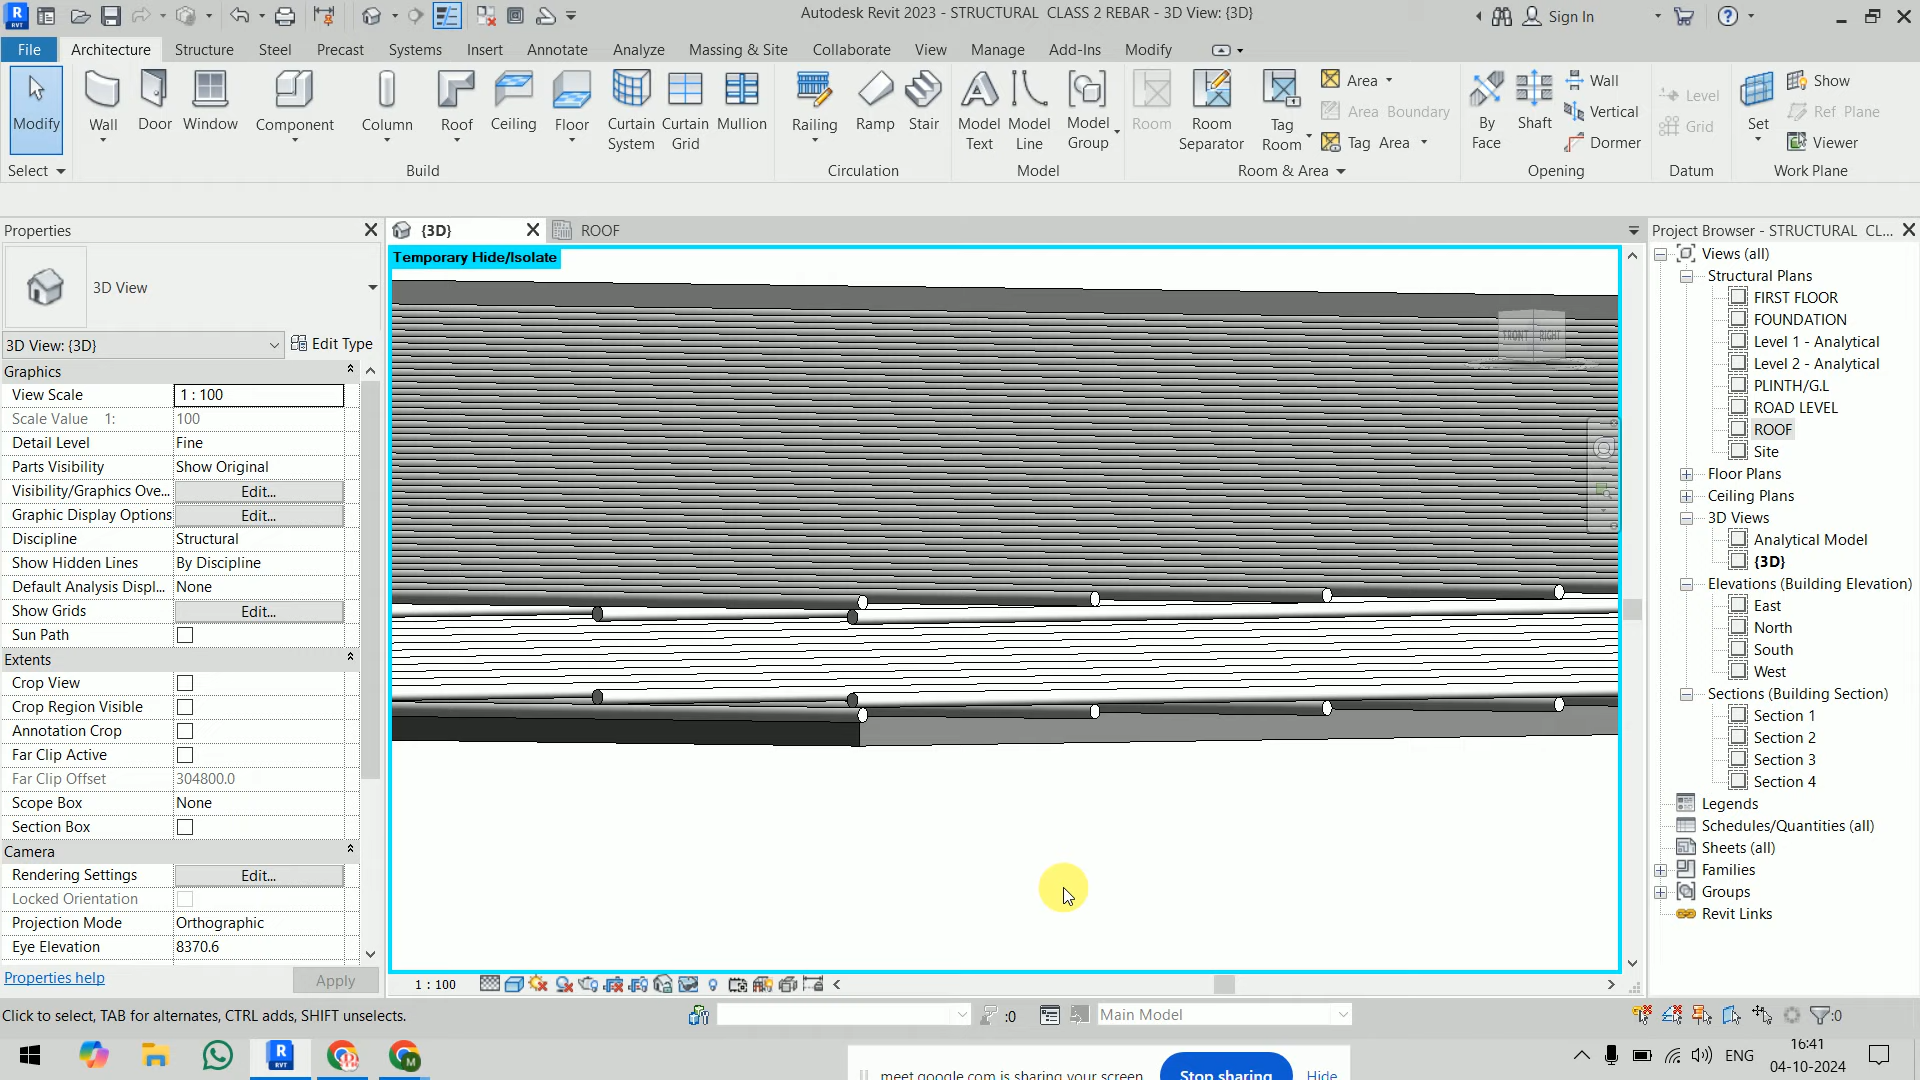 Autodesk Revit 2023 - STRUCTURAL CLASS 2 REBAR - 3D View: {3D}
Sign In
File Architecture Structure Steel Precast Systems Insert Annotate Analyze Massing & Site Collaborate View Manage Add-Ins Modify
Modify
Wall
Door
Window
Component
Column
Roof
Ceiling
Floor
Curtain System
Curtain Grid
Mullion
Railing
Ramp
Stair
Model Text
Model Line
Model Group
Room
Room Separator
Tag Room
Area
Area Boundary
Tag Area
By Face
Shaft
Wall
Vertical
Dormer
Level
Grid
Set
Show
Ref Plane
Viewer
Select Build Circulation Model Room & Area Opening Datum Work Plane
Properties
3D View
3D View: {3D} Edit Type
Graphics
View Scale 1 : 100
Scale Value 1: 100
Detail Level Fine
Parts Visibility Show Original
Visibility/Graphics Ove... Edit...
Graphic Display Options Edit...
Discipline Structural
Show Hidden Lines By Discipline
Default Analysis Displ... None
Show Grids Edit...
Sun Path
Extents
Crop View
Crop Region Visible
Annotation Crop
Far Clip Active
Far Clip Offset 304800.0
Scope Box None
Section Box
Camera
Rendering Settings Edit...
Locked Orientation
Projection Mode Orthographic
Eye Elevation 8370.6
Properties help Apply
{3D} ROOF
Temporary Hide/Isolate
FRONT RIGHT
1 : 100
Project Browser - STRUCTURAL CL...
Views (all)
Structural Plans
FIRST FLOOR
FOUNDATION
Level 1 - Analytical
Level 2 - Analytical
PLINTH/G.L
ROAD LEVEL
ROOF
Site
Floor Plans
Ceiling Plans
3D Views
Analytical Model
{3D}
Elevations (Building Elevation)
East
North
South
West
Sections (Building Section)
Section 1
Section 2
Section 3
Section 4
Legends
Schedules/Quantities (all)
Sheets (all)
Families
Groups
Revit Links
Click to select, TAB for alternates, CTRL adds, SHIFT unselects.
:0
Main Model
:0
meet.google.com is sharing your screen. Stop sharing Hide
ENG
16:41
04-10-2024